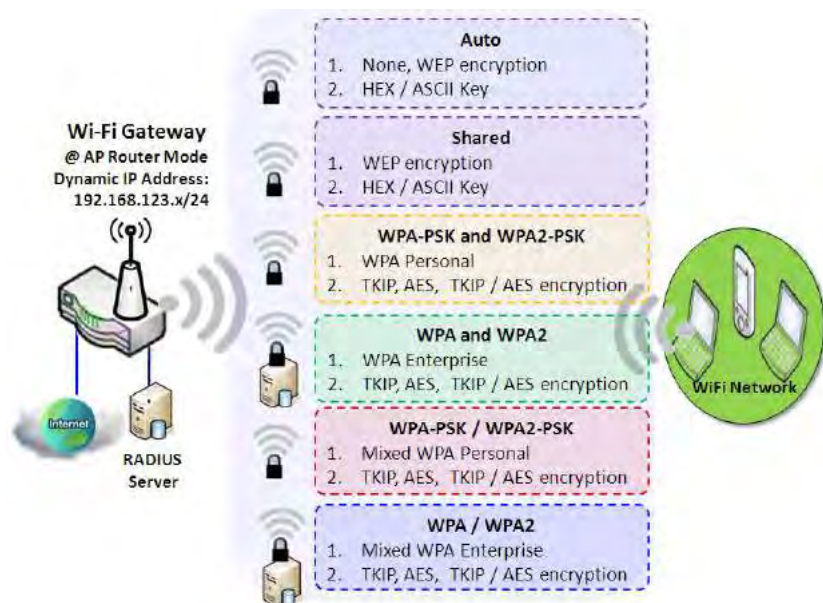 Auto
1. None, WEP encryption
2. HEX / ASCII Key
Wi-Fi Gateway
@ AP Router Mode
Dynamic IP Address:
192.168.123.x/24
Shared
1. WEP encryption
2. HEX / ASCII Key
WPA-PSK and WPA2-PSK
1. WPA Personal
2. TKIP, AES, TKIP / AES encryption
WPA and WPA2
1. WPA Enterprise
2. TKIP, AES, TKIP / AES encryption
WiFi Network
Internet
RADIUS
Server
WPA-PSK / WPA2-PSK
1. Mixed WPA Personal
2. TKIP, AES, TKIP / AES encryption
WPA / WPA2
1. Mixed WPA Enterprise
2. TKIP, AES, TKIP / AES encryption